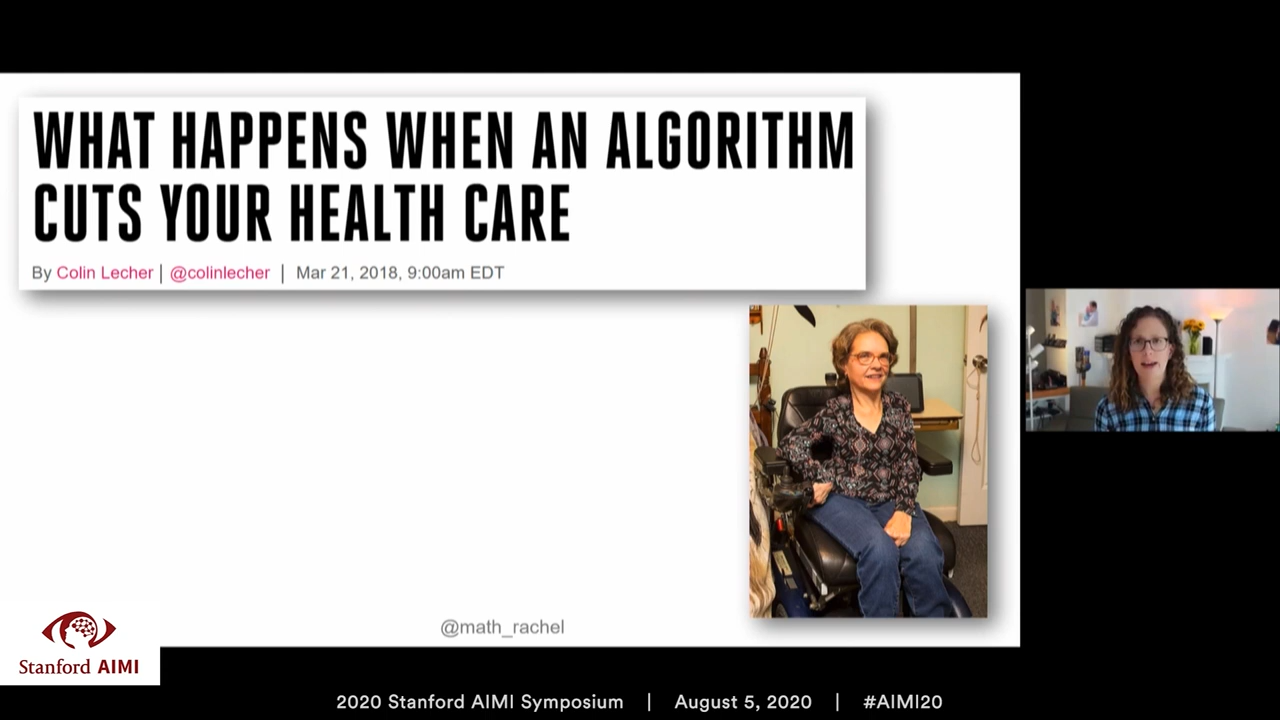 WHAT HAPPENS WHEN AN ALGORITHM
CUTS YOUR HEALTH CARE
By Colin Lecher | @colinlecher | Mar 21, 2018, 9:00am EDT
@math_rachel
Stanford AIMI
2020 Stanford AIMI Symposium | August 5, 2020 | #AIMI20